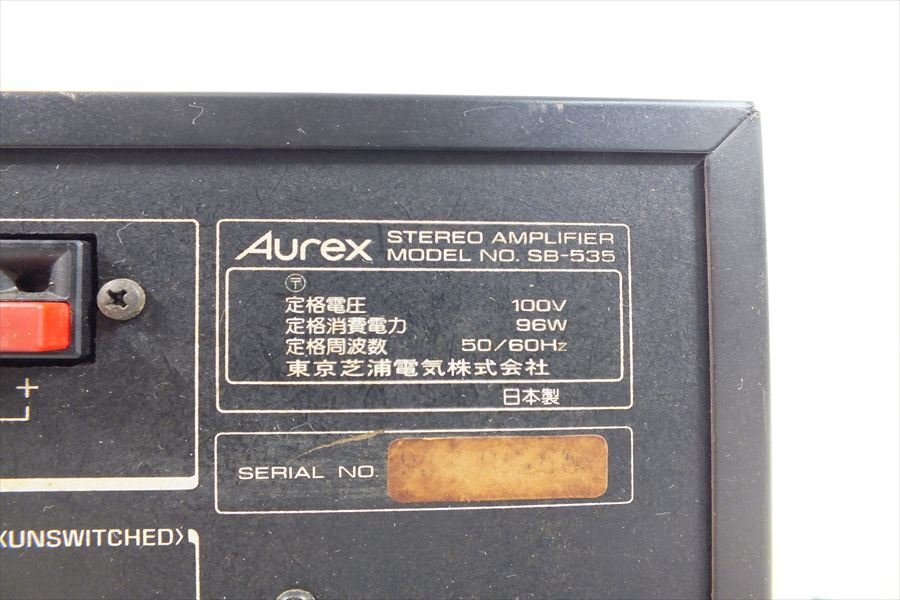 Aurex STEREO AMPLIFIER
MODEL NO. SB-535
〒
定格電圧 100V
定格消費電力 96W
定格周波数 50/60Hz
東京芝浦電気株式会社
日本製
+
SERIAL NO.
<UNSWITCHED>